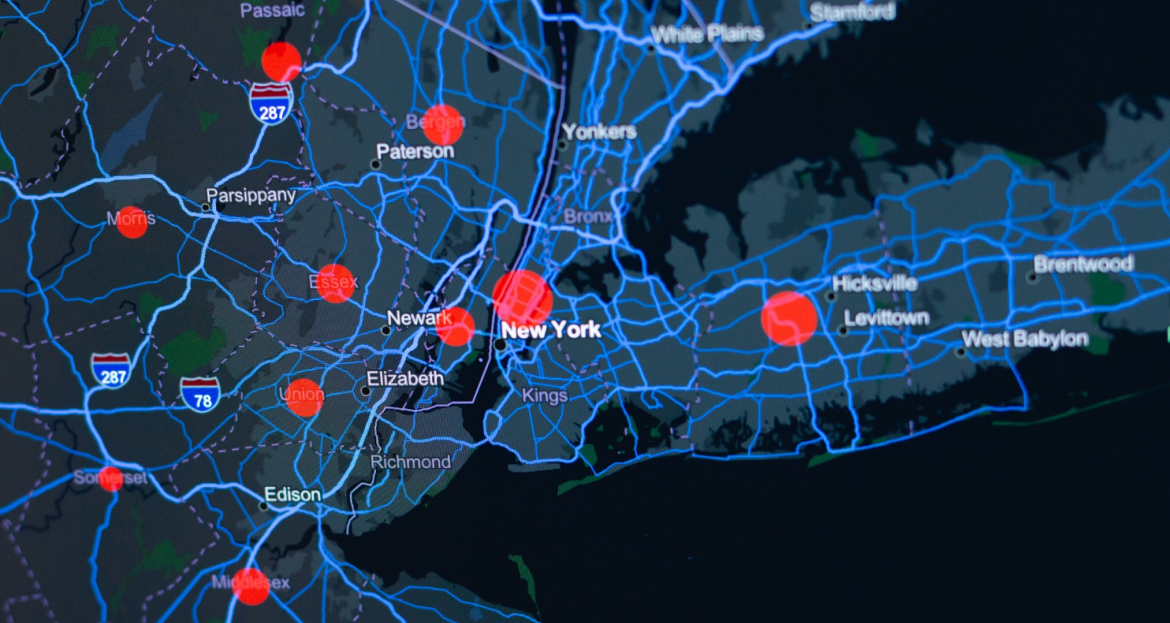 Passaic
Stamford
White Plains
287
Bergen
Yonkers
Paterson
Parsippany
Morris
Bronx
Brentwood
Essex
Hicksville
Newark
New York
Levittown
West Babylon
287
78
Elizabeth
Union
Kings
Richmond
Somerset
Edison
Middlesex